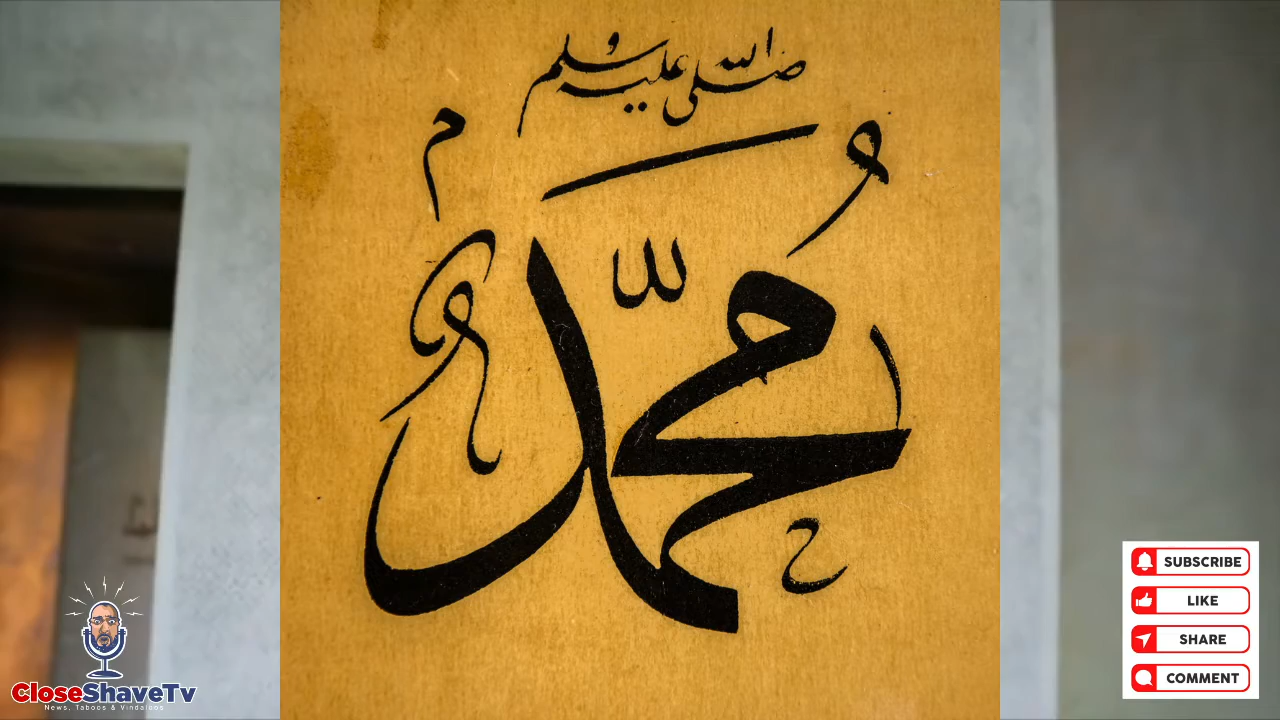 صلى الله عليه وسلم
محمد
SUBSCRIBE
LIKE
SHARE
COMMENT
CloseShaveTv
News, Taboos & Vindaloos